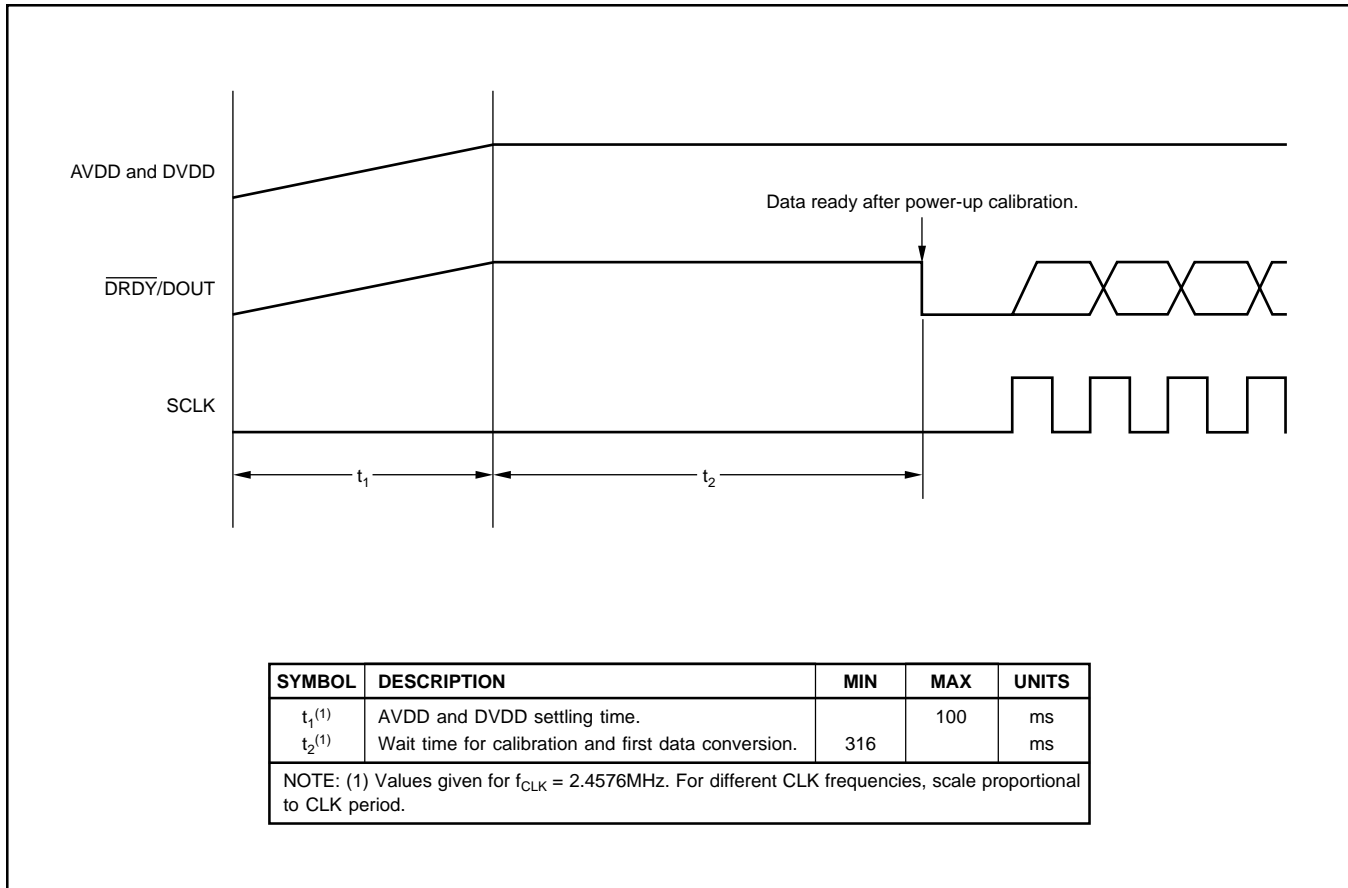 AVDD and DVDD
Data ready after power-up calibration.
DRDY/DOUT
SCLK
t1
t2
SYMBOL DESCRIPTION MIN MAX UNITS
t1(1) AVDD and DVDD settling time. 100 ms
t2(1) Wait time for calibration and first data conversion. 316 ms
NOTE: (1) Values given for fCLK = 2.4576MHz. For different CLK frequencies, scale proportional
to CLK period.